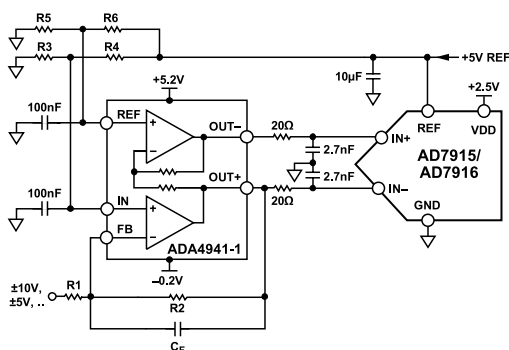 R5
R6
R3
R4
+5V REF
10µF
+5.2V
+2.5V
100nF
REF
OUT–
20Ω
IN+
REF
VDD
2.7nF
2.7nF
AD7915/
AD7916
OUT+
100nF
IN
20Ω
IN–
GND
FB
ADA4941-1
–0.2V
±10V,
±5V, ..
R1
R2
CF